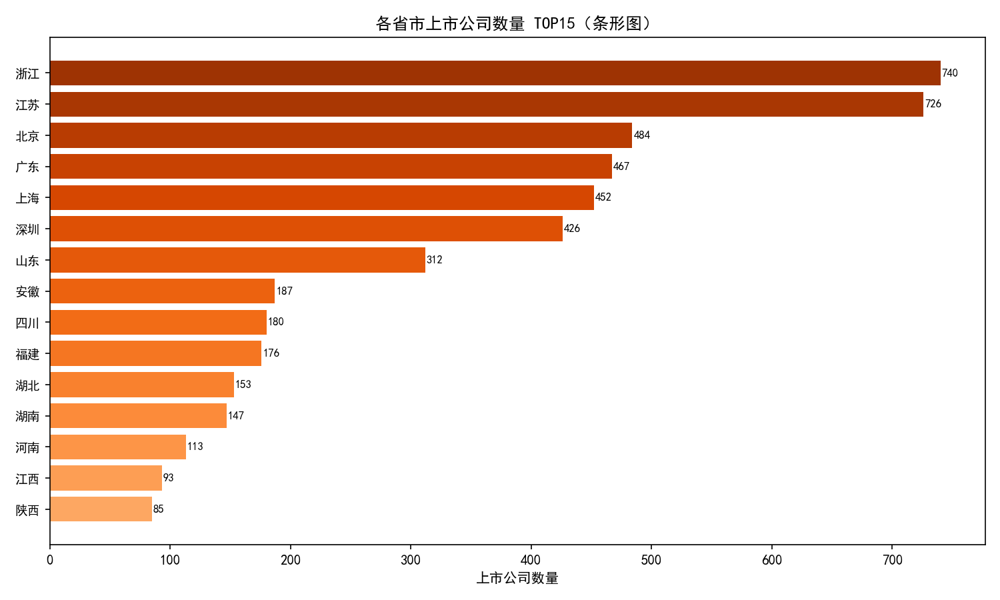 各省市上市公司数量 TOP15（条形图）
浙江 740
江苏 726
北京 484
广东 467
上海 452
深圳 426
山东 312
安徽 187
四川 180
福建 176
湖北 153
湖南 147
河南 113
江西 93
陕西 85
0 100 200 300 400 500 600 700
上市公司数量